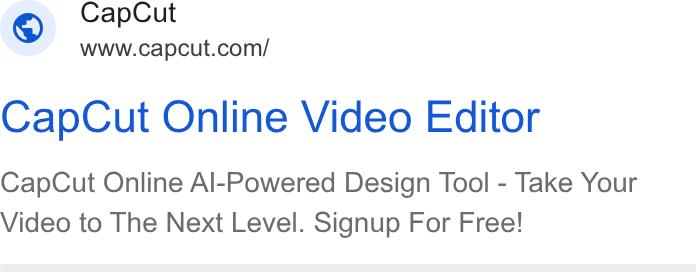 CapCut
www.capcut.com/
CapCut Online Video Editor
CapCut Online AI-Powered Design Tool - Take Your
Video to The Next Level. Signup For Free!